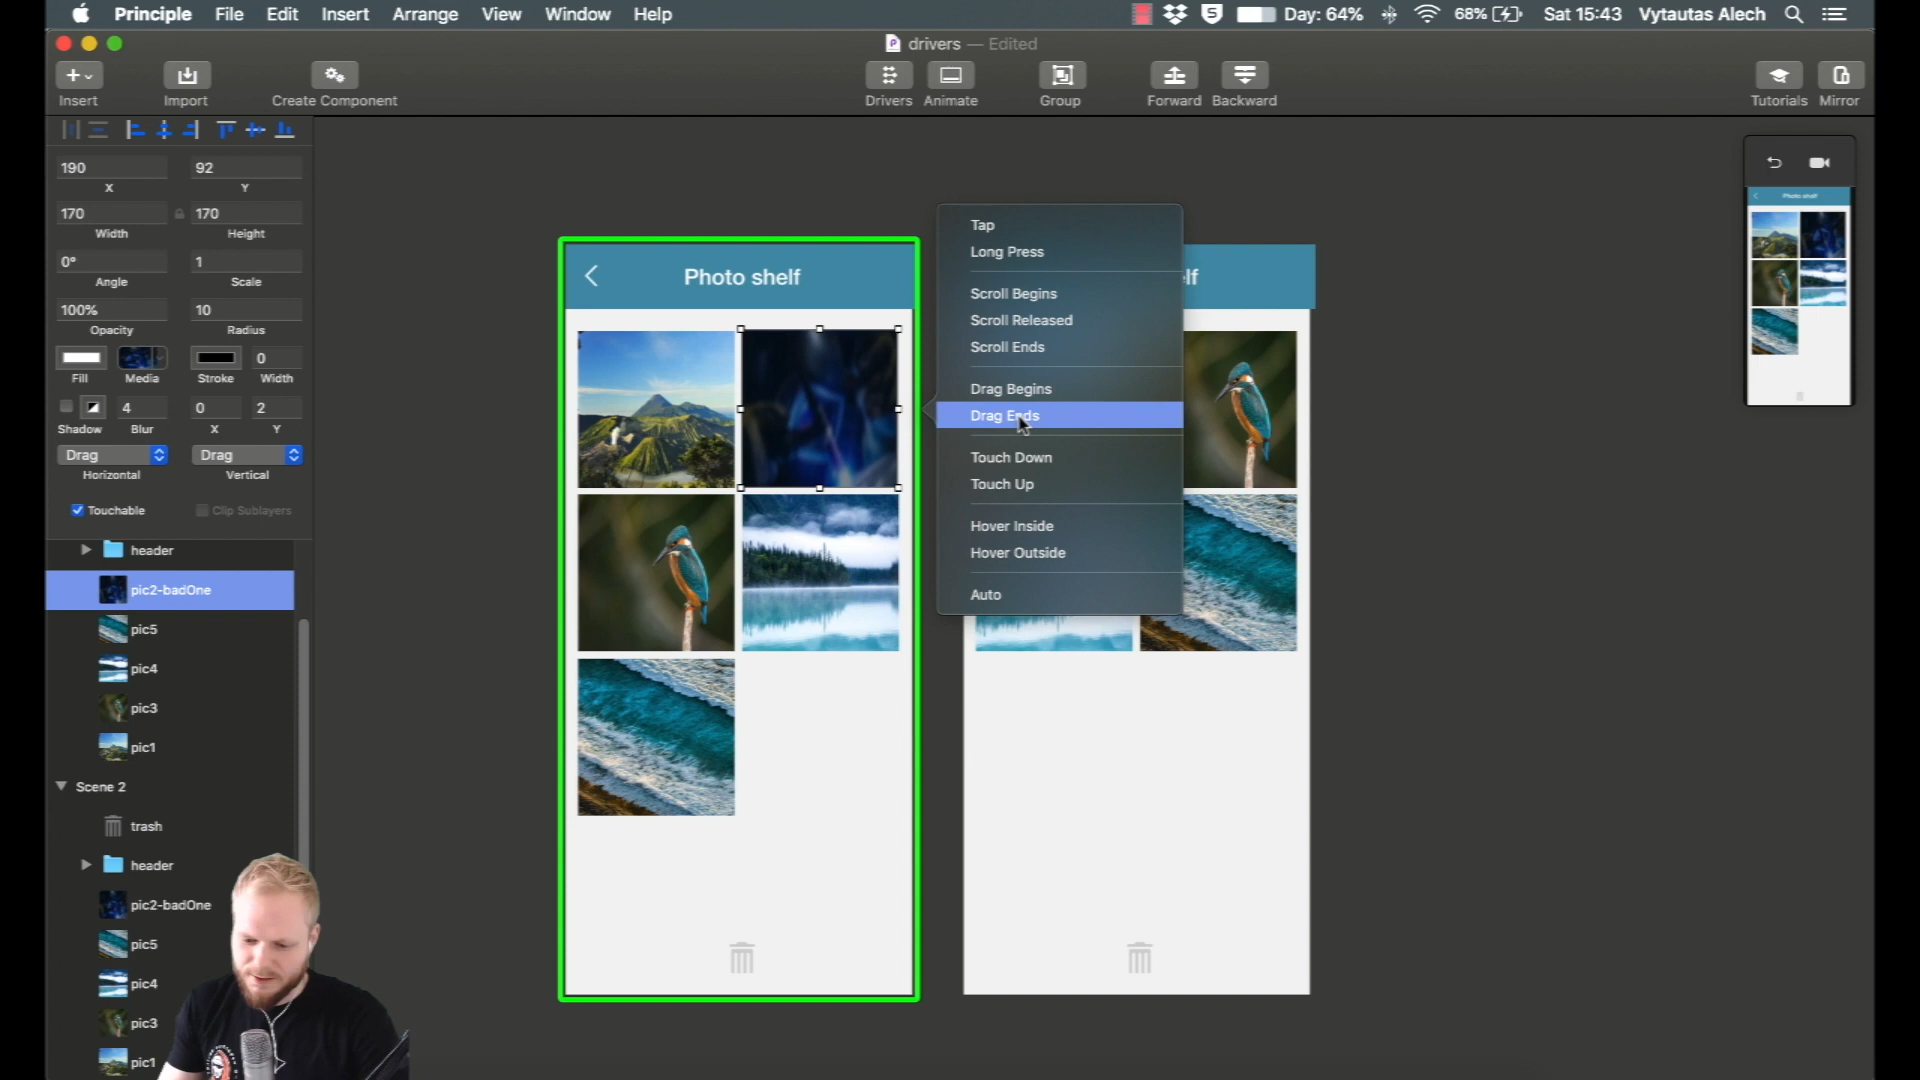 Principle File Edit Insert Arrange View Window Help
S Day: 64% 68% Sat 15:43 Vytautas Alech
drivers — Edited
Insert Import Create Component Drivers Animate Group Forward Backward Tutorials Mirror
190 92
X Y
170 170
Width Height
0° 1
Angle Scale
100% 10
Opacity Radius
0
Fill Media Stroke Width
4 0 2
Shadow Blur X Y
Drag Drag
Horizontal Vertical
Touchable Clip Sublayers
header
pic2-badOne
pic5
pic4
pic3
pic1
Scene 2
trash
header
pic2-badOne
pic5
pic4
pic3
pic1
Photo shelf
Tap
Long Press
Scroll Begins
Scroll Released
Scroll Ends
Drag Begins
Drag Ends
Touch Down
Touch Up
Hover Inside
Hover Outside
Auto
elf
Photo shelf